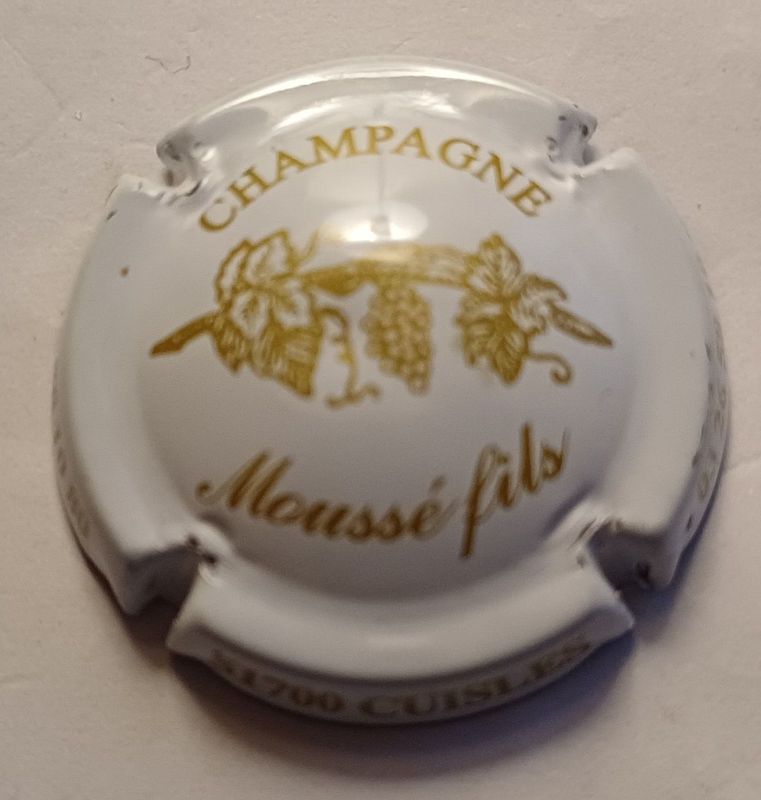 CHAMPAGNE
Moussé fils
51700 CUISLES